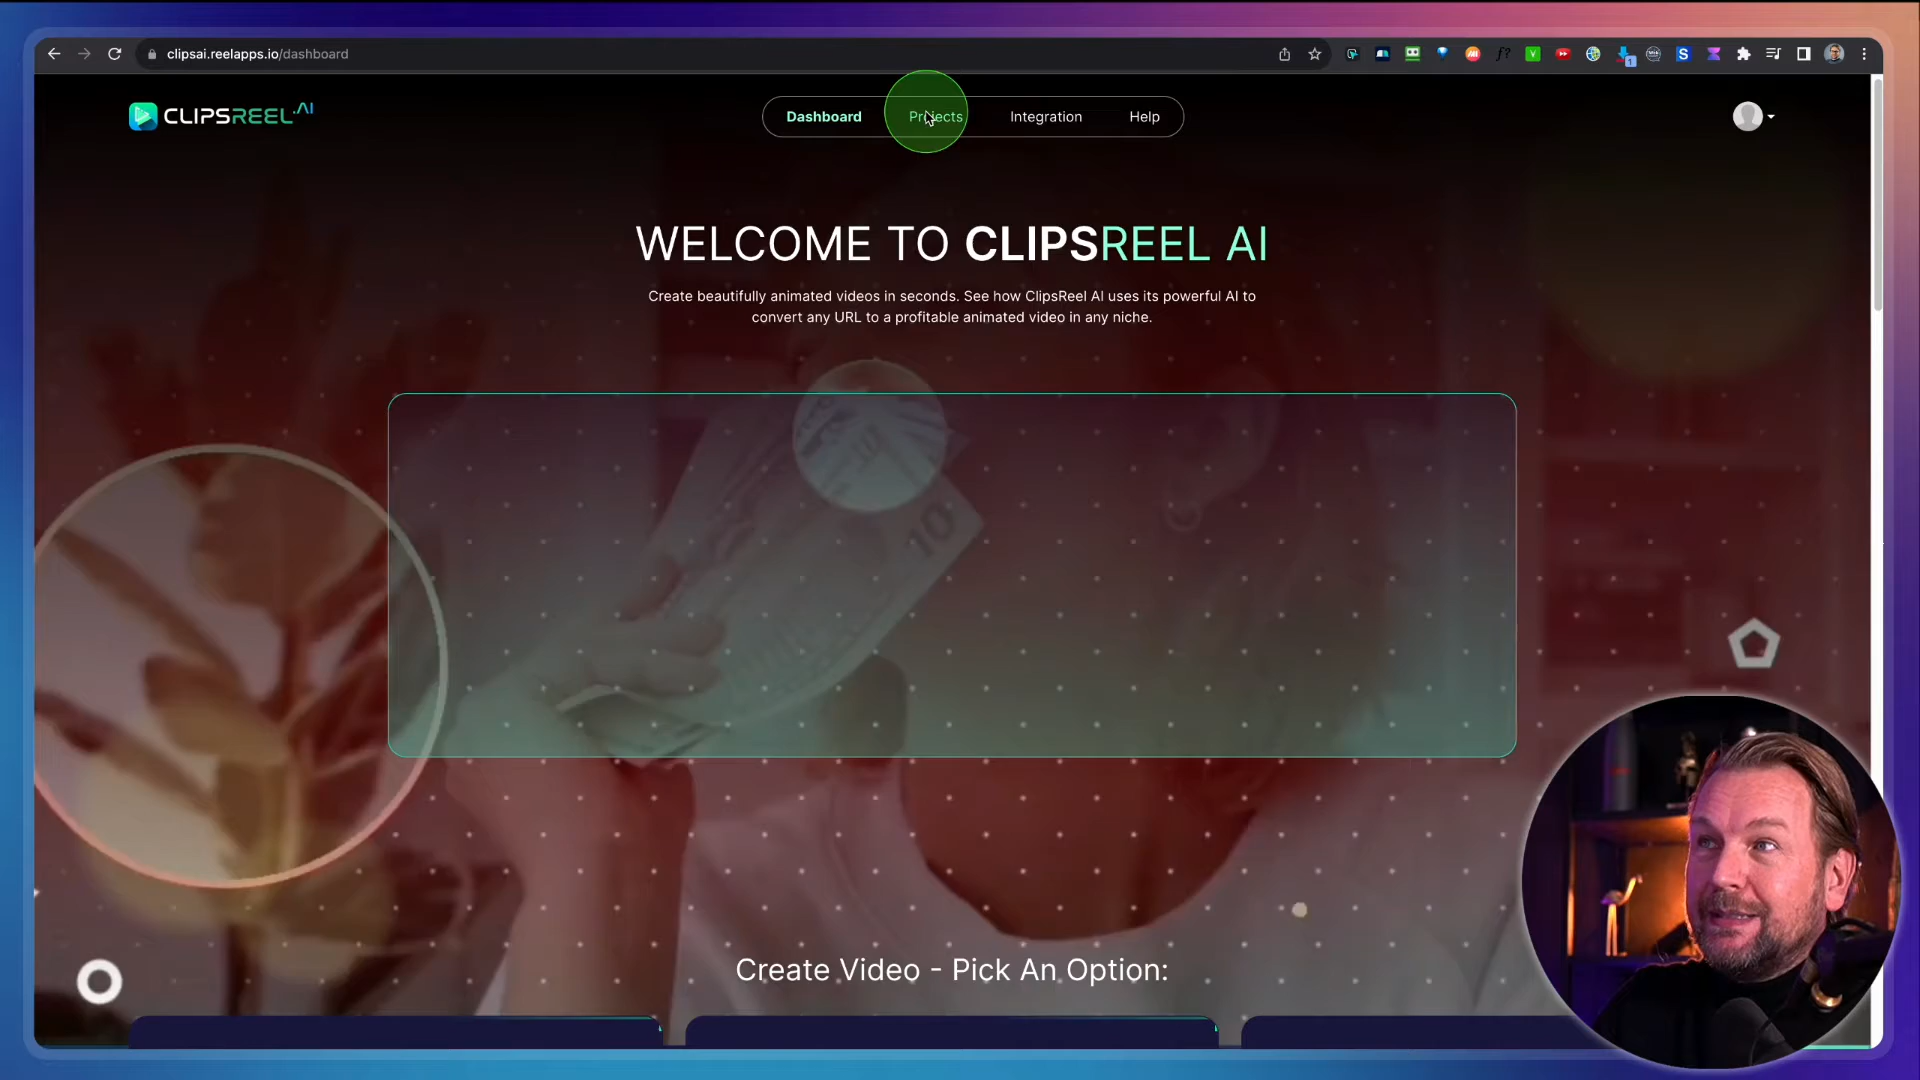 clipsai.reelapps.io/dashboard
CLIPSREEL.AI
Dashboard
Projects
Integration
Help
WELCOME TO CLIPSREEL AI
Create beautifully animated videos in seconds. See how ClipsReel AI uses its powerful AI to
convert any URL to a profitable animated video in any niche.
10
Create Video - Pick An Option: